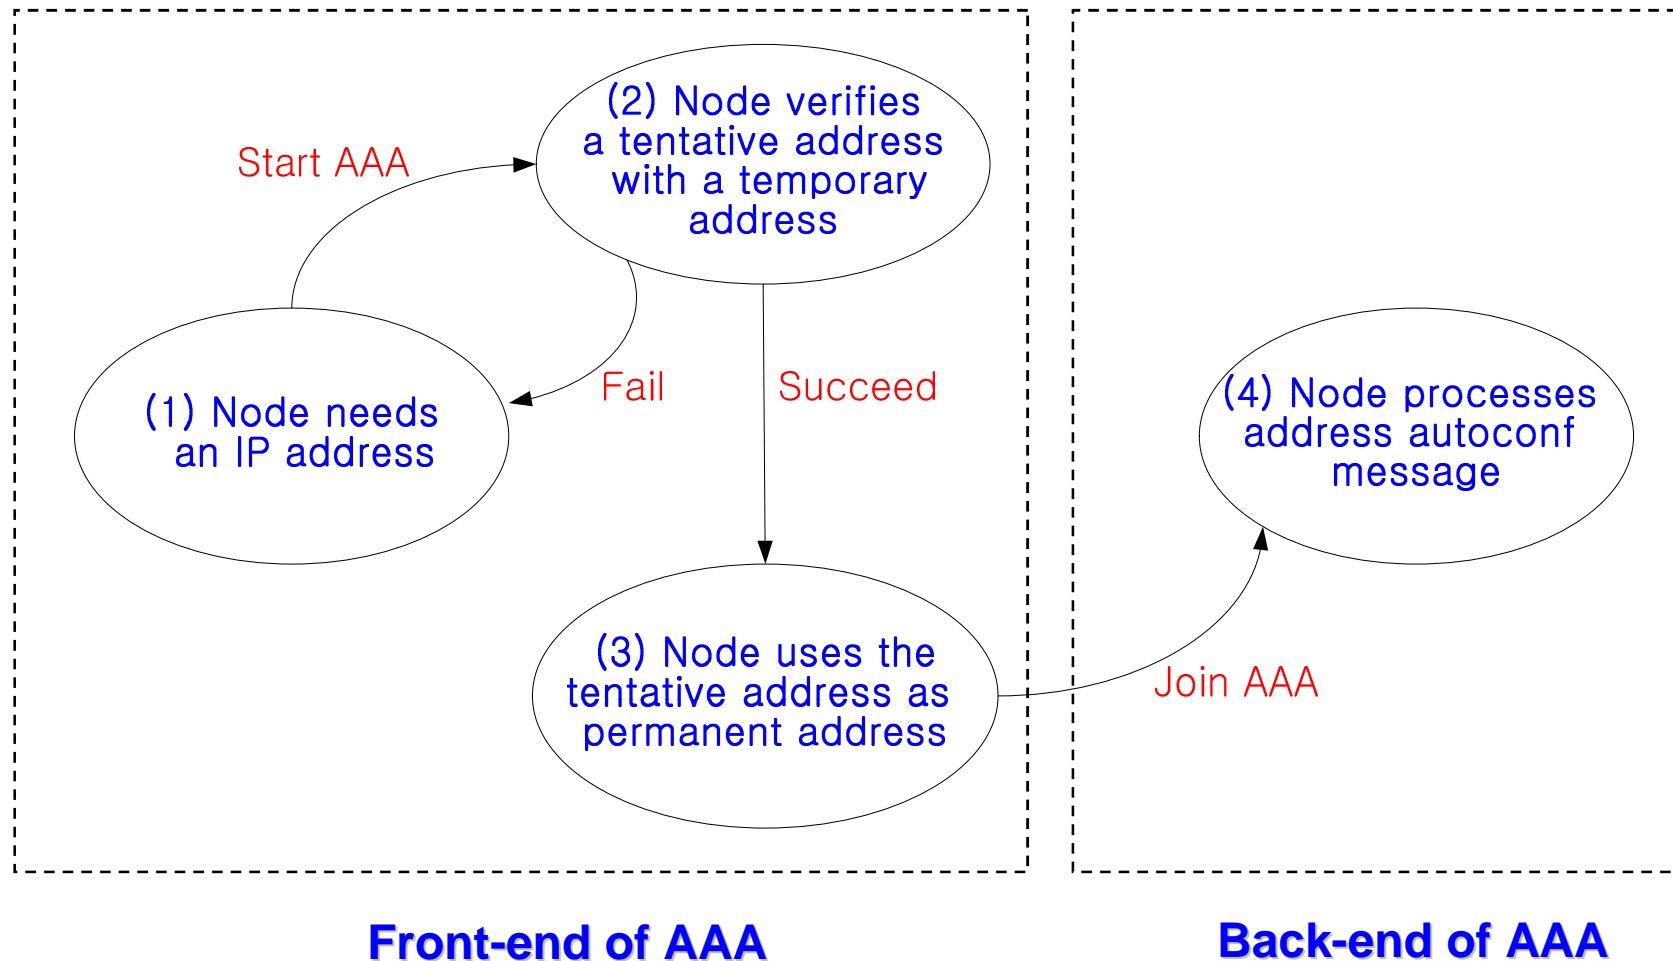 (2) Node verifies
a tentative address
with a temporary
address
Start AAA
Fail
Succeed
(1) Node needs
an IP address
(4) Node processes
address autoconf
message
(3) Node uses the
tentative address as
permanent address
Join AAA
Front-end of AAA
Back-end of AAA